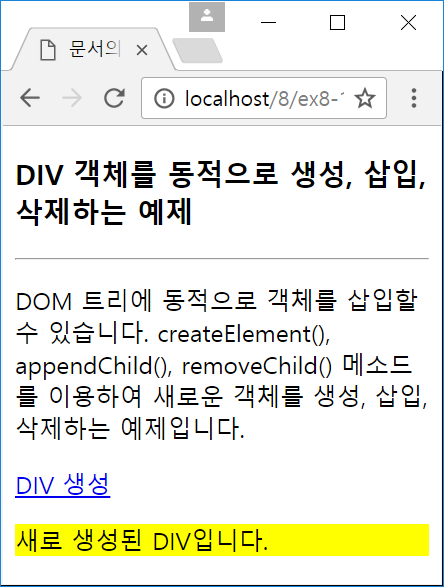 문서의
localhost/8/ex8-1
DIV 객체를 동적으로 생성, 삽입,
삭제하는 예제
DOM 트리에 동적으로 객체를 삽입할
수 있습니다. createElement(),
appendChild(), removeChild() 메소드
를 이용하여 새로운 객체를 생성, 삽입,
삭제하는 예제입니다.
DIV 생성
새로 생성된 DIV입니다.